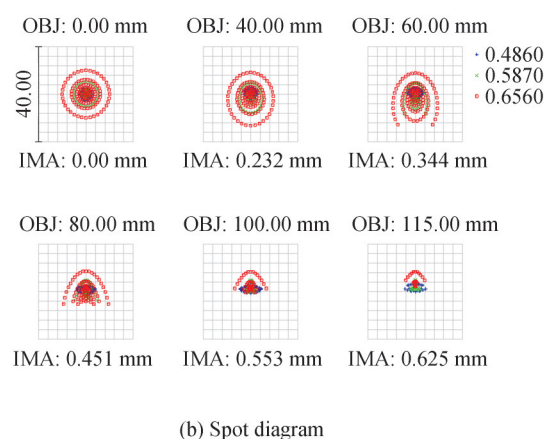 OBJ: 0.00 mm
OBJ: 40.00 mm
OBJ: 60.00 mm
40.00
0.4860
0.5870
0.6560
IMA: 0.00 mm
IMA: 0.232 mm
IMA: 0.344 mm
OBJ: 80.00 mm
OBJ: 100.00 mm
OBJ: 115.00 mm
IMA: 0.451 mm
IMA: 0.553 mm
IMA: 0.625 mm
(b) Spot diagram